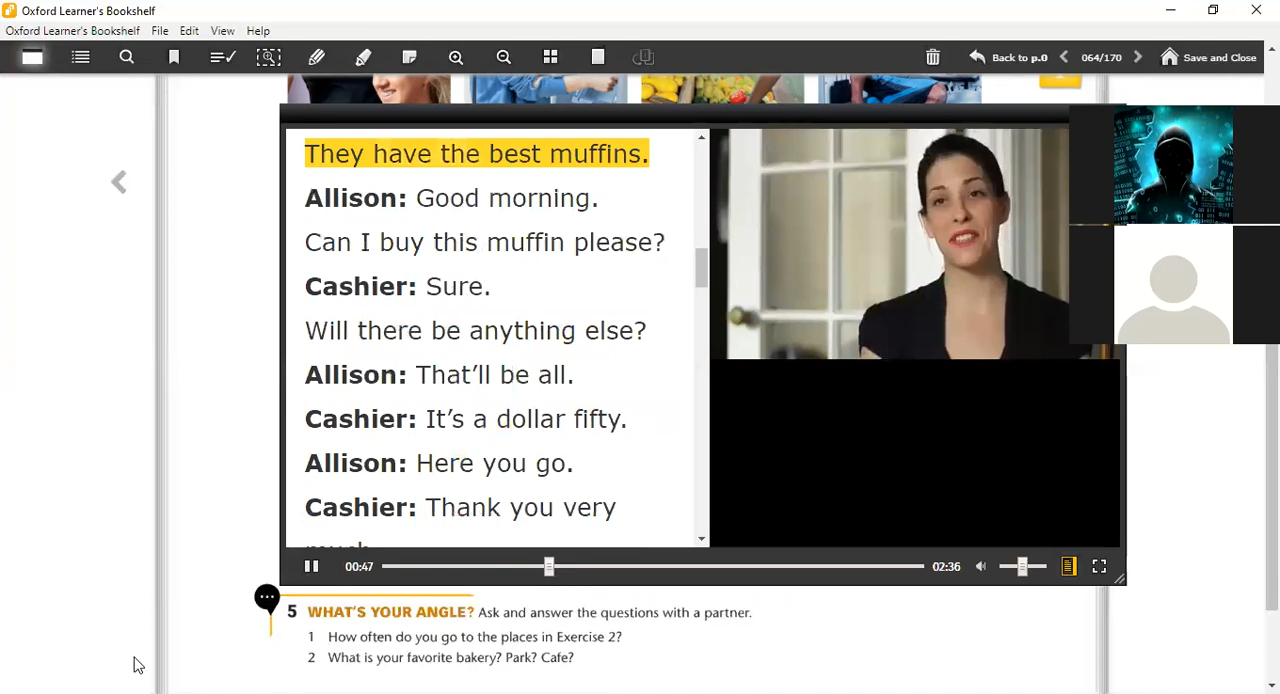 Oxford Learner's Bookshelf
Oxford Learner's Bookshelf File Edit View Help
Back to p.0 064/170 Save and Close
They have the best muffins.
Allison: Good morning.
Can I buy this muffin please?
Cashier: Sure.
Will there be anything else?
Allison: That'll be all.
Cashier: It's a dollar fifty.
Allison: Here you go.
Cashier: Thank you very
00:47 02:36
5 WHAT'S YOUR ANGLE? Ask and answer the questions with a partner.
1 How often do you go to the places in Exercise 2?
2 What is your favorite bakery? Park? Cafe?